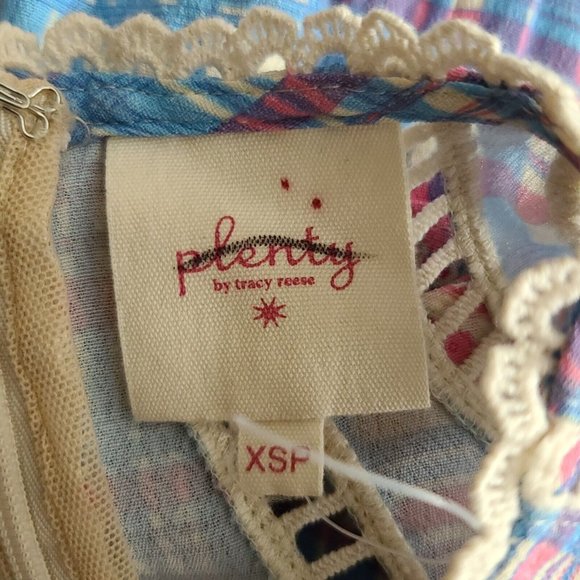 plenty
by tracy reese
XSP